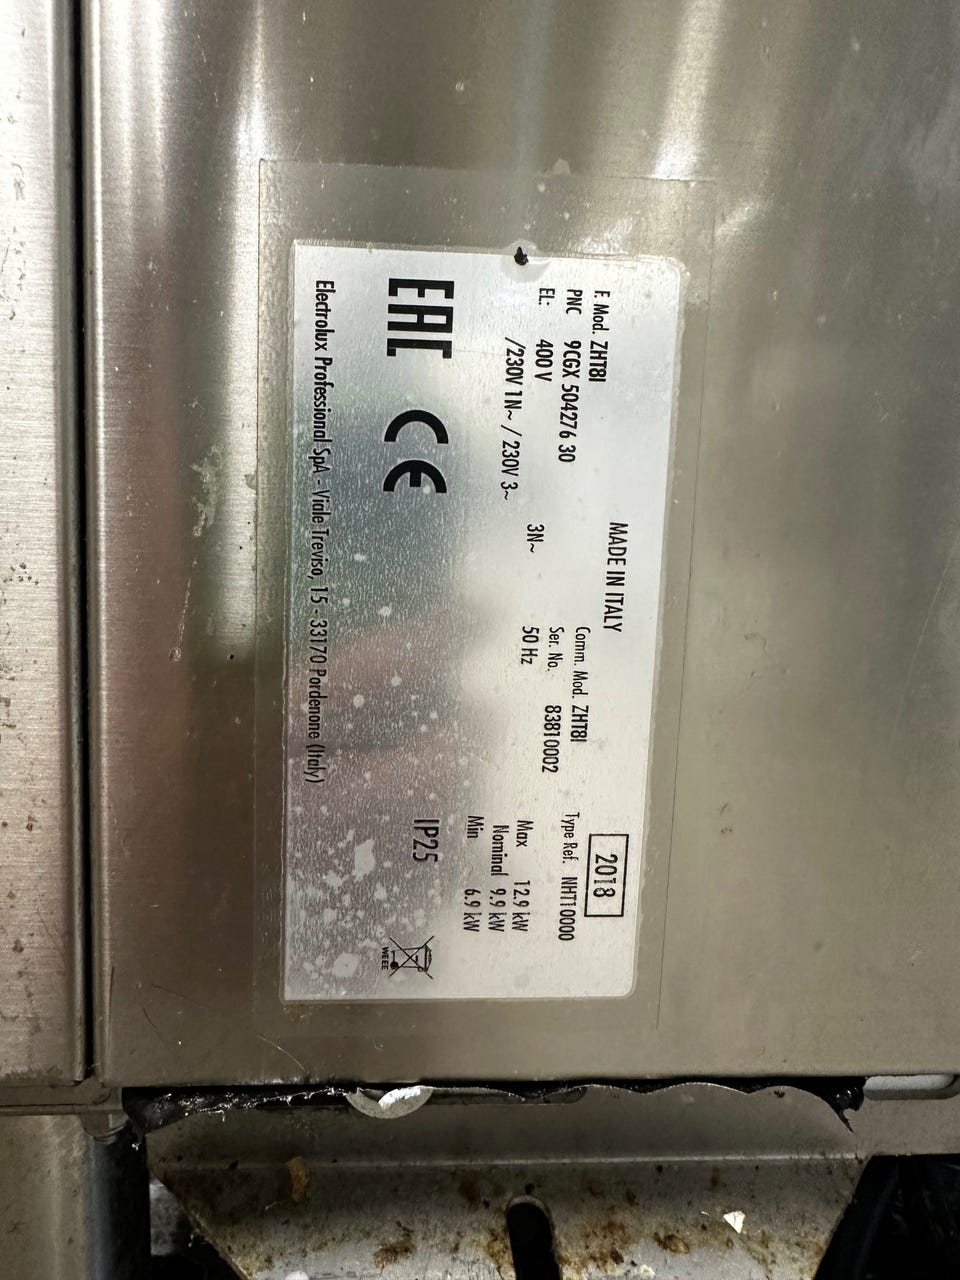 MADE IN ITALY
2018
F. Mod. ZHT8I
Comm. Mod. ZHT8I
Type Ref. NHT10000
PNC 9CGX 504276 30
Ser. No. 83810002
EL: 400 V 3N~ 50 Hz Max 12.9 kW
/230V 1N~ / 230V 3~ Nominal 9.9 kW
Min 6.9 kW
EAC CE IP25
WEEE
Electrolux Professional SpA - Viale Treviso, 15 - 33170 Pordenone (Italy)